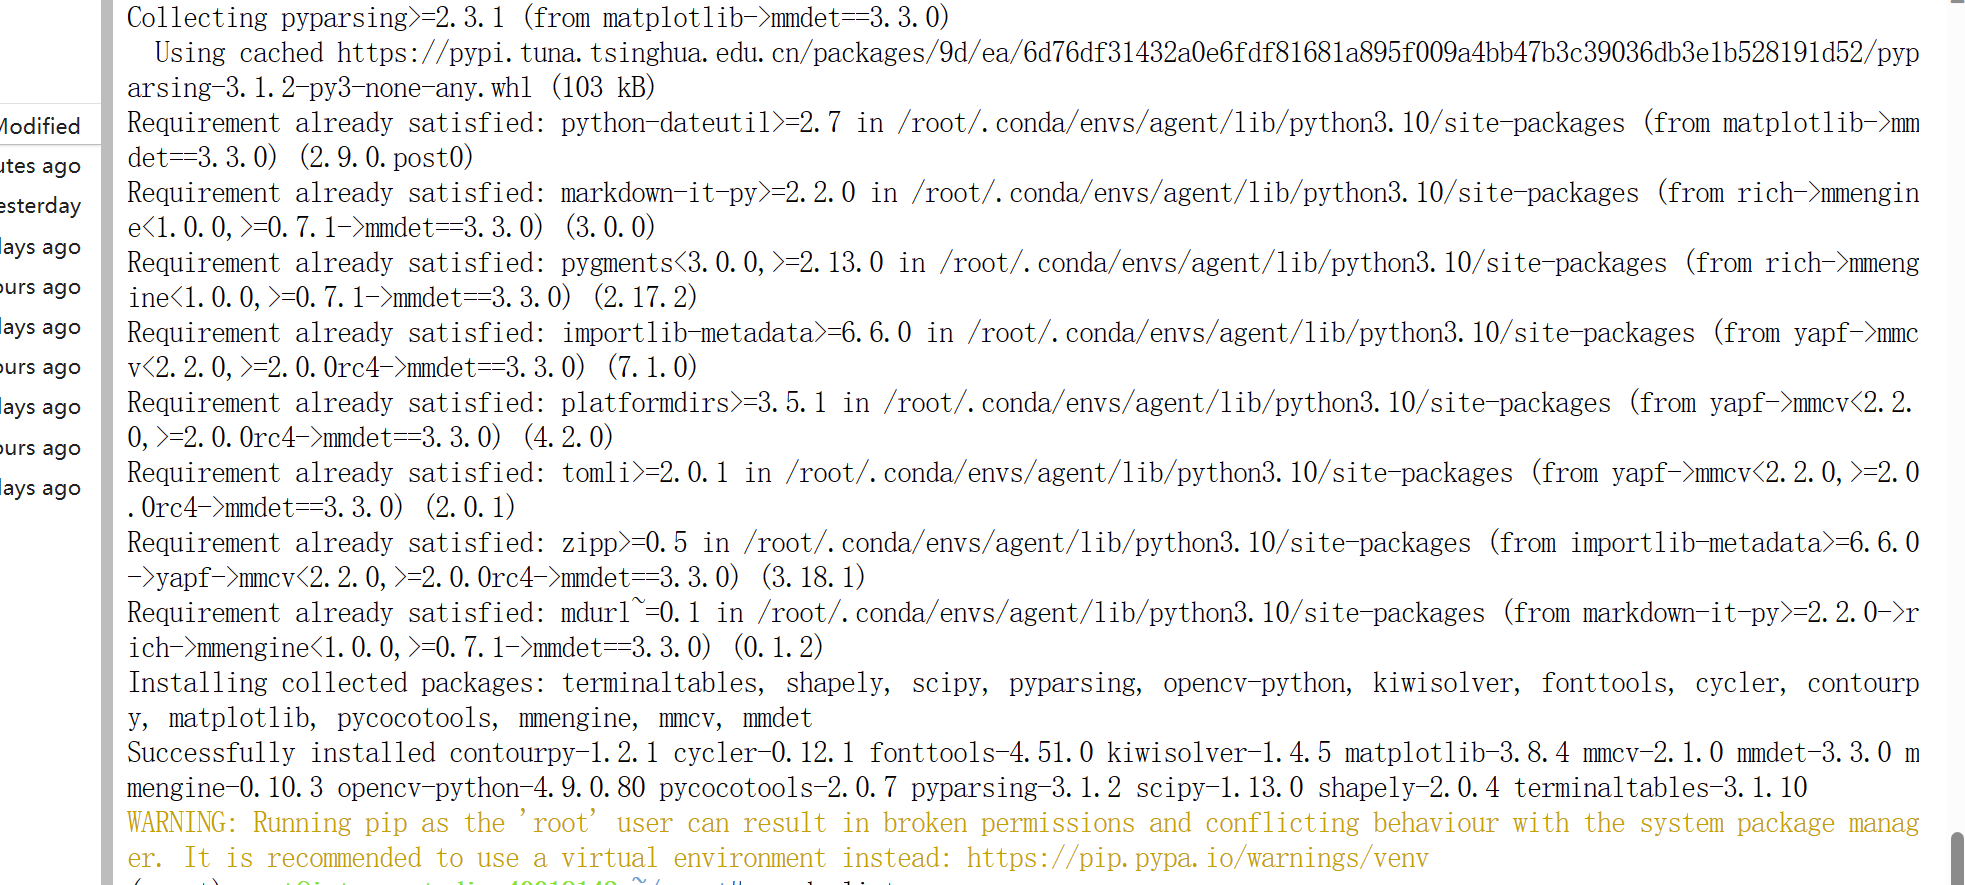 Collecting pyparsing>=2.3.1 (from matplotlib->mmdet==3.3.0)
Using cached https://pypi.tuna.tsinghua.edu.cn/packages/9d/ea/6d76df31432a0e6fdf81681a895f009a4bb47b3c39036db3e1b528191d52/pyp
arsing-3.1.2-py3-none-any.whl (103 kB)
Requirement already satisfied: python-dateutil>=2.7 in /root/.conda/envs/agent/lib/python3.10/site-packages (from matplotlib->mm
det==3.3.0) (2.9.0.post0)
Requirement already satisfied: markdown-it-py>=2.2.0 in /root/.conda/envs/agent/lib/python3.10/site-packages (from rich->mmengin
e<1.0.0,>=0.7.1->mmdet==3.3.0) (3.0.0)
Requirement already satisfied: pygments<3.0.0,>=2.13.0 in /root/.conda/envs/agent/lib/python3.10/site-packages (from rich->mmeng
ine<1.0.0,>=0.7.1->mmdet==3.3.0) (2.17.2)
Requirement already satisfied: importlib-metadata>=6.6.0 in /root/.conda/envs/agent/lib/python3.10/site-packages (from yapf->mmc
v<2.2.0,>=2.0.0rc4->mmdet==3.3.0) (7.1.0)
Requirement already satisfied: platformdirs>=3.5.1 in /root/.conda/envs/agent/lib/python3.10/site-packages (from yapf->mmcv<2.2.
0,>=2.0.0rc4->mmdet==3.3.0) (4.2.0)
Requirement already satisfied: tomli>=2.0.1 in /root/.conda/envs/agent/lib/python3.10/site-packages (from yapf->mmcv<2.2.0,>=2.0
.0rc4->mmdet==3.3.0) (2.0.1)
Requirement already satisfied: zipp>=0.5 in /root/.conda/envs/agent/lib/python3.10/site-packages (from importlib-metadata>=6.6.0
->yapf->mmcv<2.2.0,>=2.0.0rc4->mmdet==3.3.0) (3.18.1)
Requirement already satisfied: mdurl~=0.1 in /root/.conda/envs/agent/lib/python3.10/site-packages (from markdown-it-py>=2.2.0->r
ich->mmengine<1.0.0,>=0.7.1->mmdet==3.3.0) (0.1.2)
Installing collected packages: terminaltables, shapely, scipy, pyparsing, opencv-python, kiwisolver, fonttools, cycler, contourp
y, matplotlib, pycocotools, mmengine, mmcv, mmdet
Successfully installed contourpy-1.2.1 cycler-0.12.1 fonttools-4.51.0 kiwisolver-1.4.5 matplotlib-3.8.4 mmcv-2.1.0 mmdet-3.3.0 m
mengine-0.10.3 opencv-python-4.9.0.80 pycocotools-2.0.7 pyparsing-3.1.2 scipy-1.13.0 shapely-2.0.4 terminaltables-3.1.10
WARNING: Running pip as the 'root' user can result in broken permissions and conflicting behaviour with the system package manag
er. It is recommended to use a virtual environment instead: https://pip.pypa.io/warnings/venv
Modified
utes ago
esterday
days ago
ours ago
days ago
ours ago
days ago
ours ago
days ago